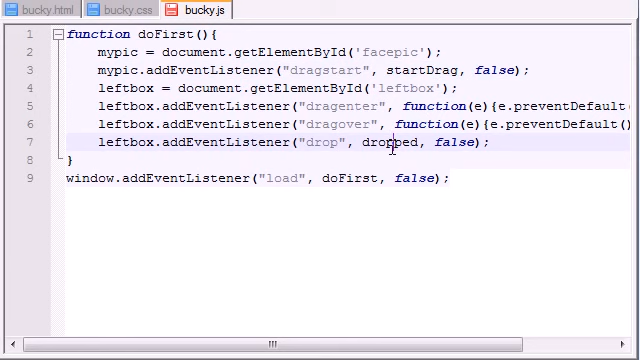 bucky.html bucky.css bucky.js
1 function doFirst(){
2 mypic = document.getElementById('facepic');
3 mypic.addEventListener("dragstart", startDrag, false);
4 leftbox = document.getElementById('leftbox');
5 leftbox.addEventListener("dragenter", function(e){e.preventDefault(
6 leftbox.addEventListener("dragover", function(e){e.preventDefault()
7 leftbox.addEventListener("drop", dropped, false);
8 }
9 window.addEventListener("load", doFirst, false);